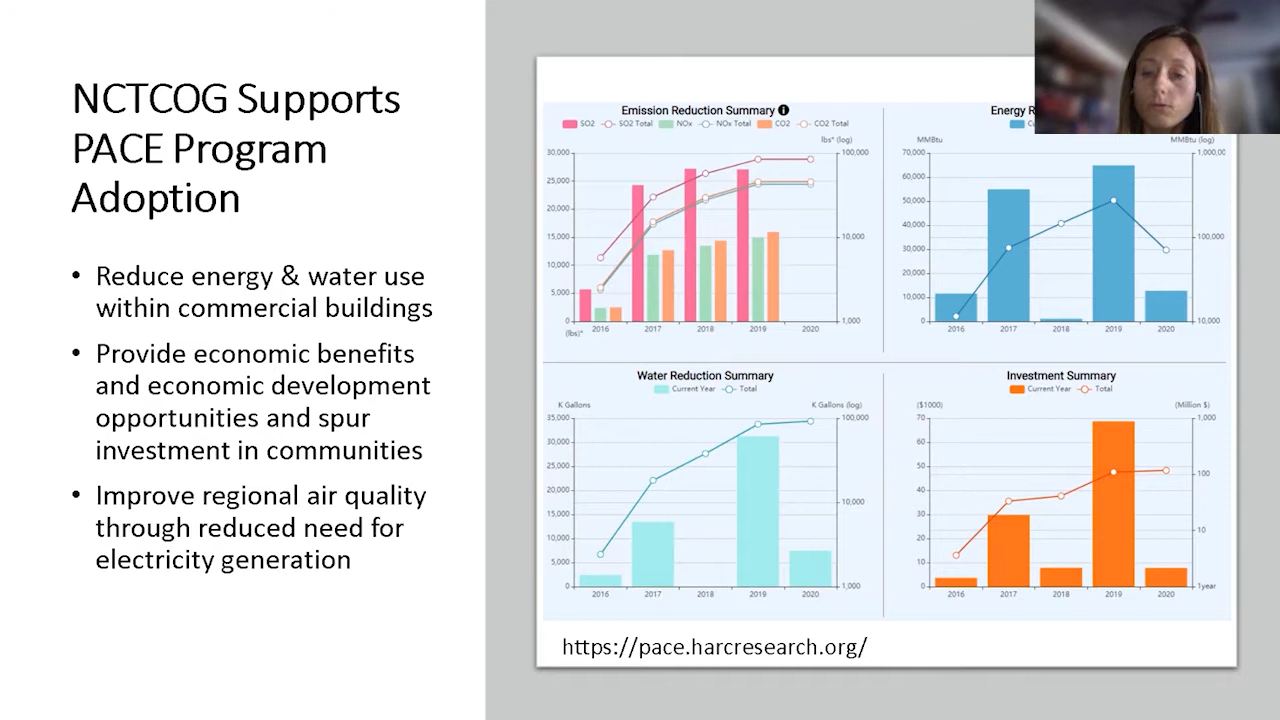 NCTCOG Supports
PACE Program
Adoption
• Reduce energy & water use
within commercial buildings
• Provide economic benefits
and economic development
opportunities and spur
investment in communities
• Improve regional air quality
through reduced need for
electricity generation
Emission Reduction Summary
SO2 SO2 Total NOx NOx Total CO2 CO2 Total
lbs* (log)
30,000
25,000
20,000
15,000
10,000
5,000
0
(lbs)*
100,000
10,000
1,000
2016 2017 2018 2019 2020
Energy
MMBtu
MMBtu (log)
70,000
60,000
50,000
40,000
30,000
20,000
10,000
0
100,000
10,000
2016 2017 2018 2019 2020
Water Reduction Summary
Current Year Total
K Gallons
K Gallons (log)
35,000
30,000
25,000
20,000
15,000
10,000
5,000
0
100,000
10,000
1,000
2016 2017 2018 2019 2020
Investment Summary
Current Year Total
($1000)
(Million $)
70
60
50
40
30
20
10
0
1,000
100
10
1year
2016 2017 2018 2019 2020
https://pace.harcresearch.org/